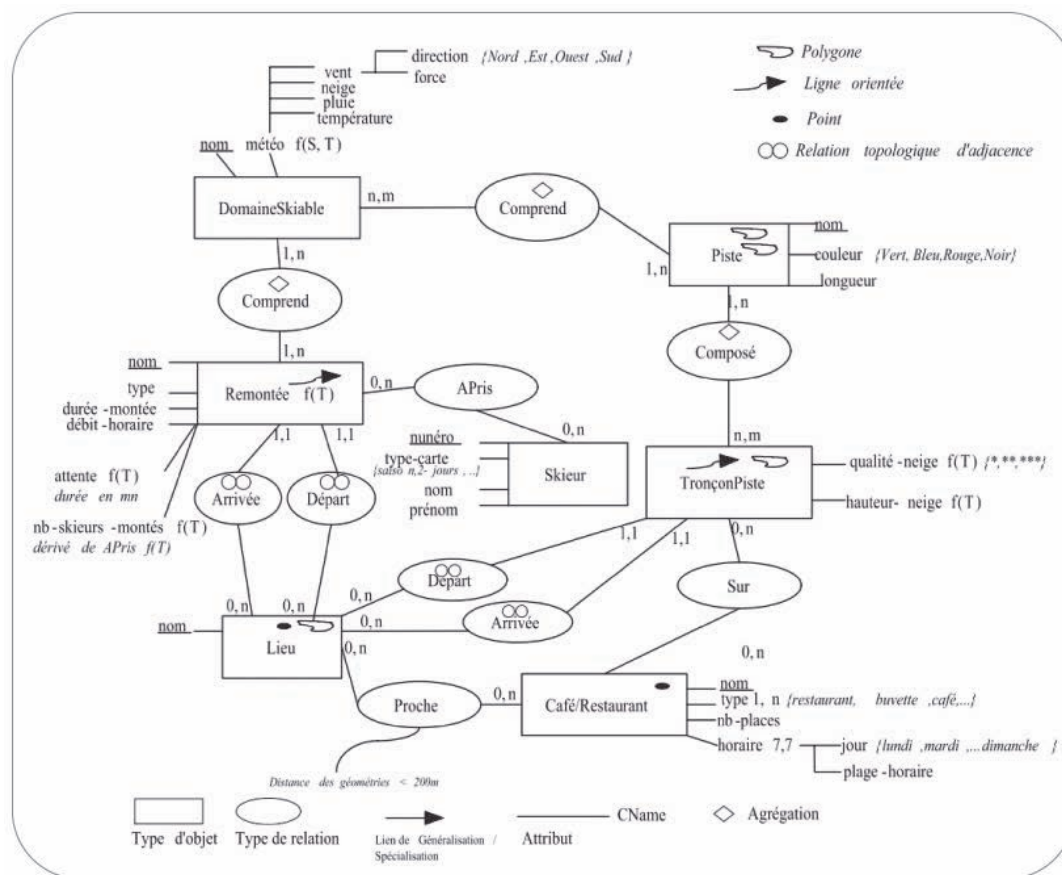 direction {Nord ,Est ,Ouest ,Sud }
vent
force
neige
pluie
température
nom météo f(S, T)
Polygone
Ligne orientée
Point
Relation topologique d'adjacence
DomaineSkiable
n,m
Comprend
nom
Piste
couleur {Vert, Bleu,Rouge,Noir}
longueur
1,n
1,n
1,n
Comprend
Composé
1,n
nom
type
durée -montée
débit -horaire
Remontée f(T)
0,n
APris
1,1
1,1
0,n
n,m
nunéro
type-carte
{saiso n,2- jours , ..}
nom
prénom
Skieur
TronçonPiste
qualité -neige f(T) {*,**,***}
hauteur- neige f(T)
attente f(T)
durée en mn
nb -skieurs -montés f(T)
dérivé de APris f(T)
Arrivée
Départ
1,1
1,1
0,n
Départ
Sur
Arrivée
0,n
0,n
0,n
0,n
nom
Lieu
0,n
0,n
Proche
0,n
Café/Restaurant
nom
type 1, n {restaurant, buvette ,café,...}
nb -places
horaire 7,7
jour {lundi ,mardi ,...dimanche }
plage -horaire
Distance des géométries < 200m
Type d'objet
Type de relation
Lien de Généralisation /
Spécialisation
CName
Attribut
Agrégation